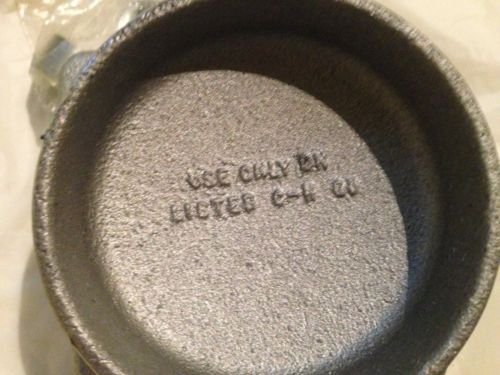 USE ONLY ON
LISTED C-H CO